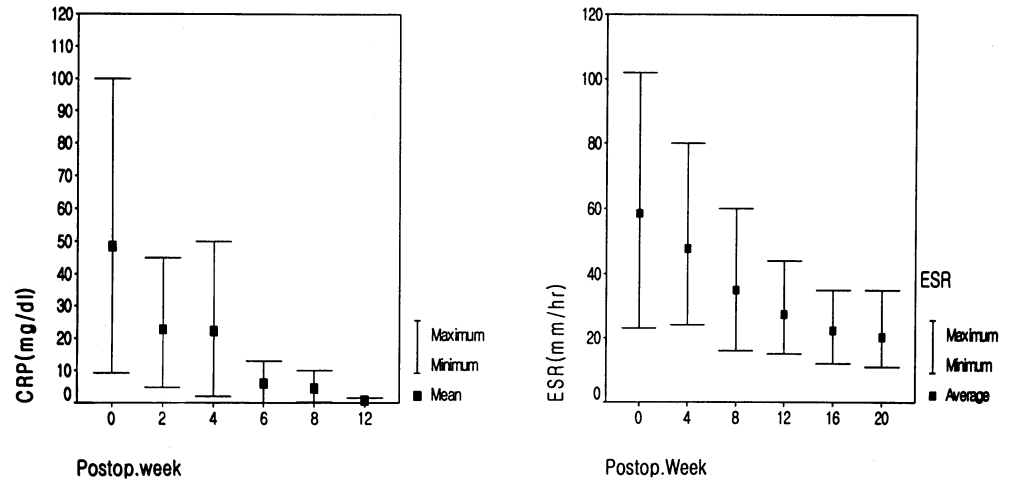 120
110
100
90
80
70
60
50
40
30
20
10
0
CRP(mg/dl)
0 2 4 6 8 12
Postop.week
Maximum
Minimum
Mean
120
100
80
60
40
20
0
ESR(mm/hr)
0 4 8 12 16 20
Postop.Week
ESR
Maximum
Minimum
Average